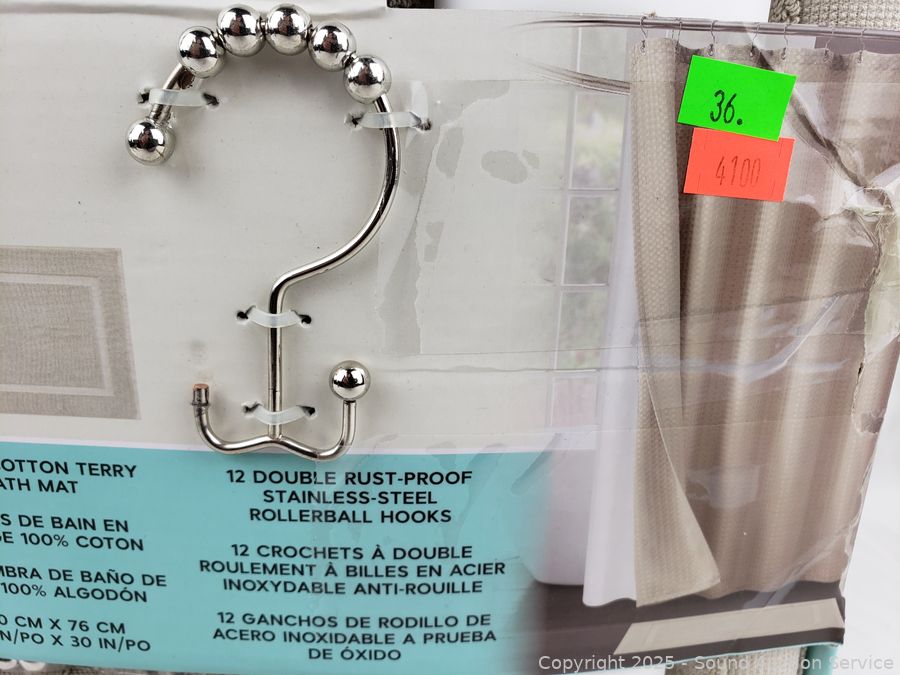 36.
4100
OTTON TERRY
ATH MAT
S DE BAIN EN
GE 100% COTON
MBRA DE BAÑO DE
100% ALGODÓN
0 CM X 76 CM
IN/PO X 30 IN/PO
12 DOUBLE RUST-PROOF
STAINLESS-STEEL
ROLLERBALL HOOKS
12 CROCHETS À DOUBLE
ROULEMENT À BILLES EN ACIER
INOXYDABLE ANTI-ROUILLE
12 GANCHOS DE RODILLO DE
ACERO INOXIDABLE A PRUEBA
DE ÓXIDO
Copyright 2025 - Sound Auction Service